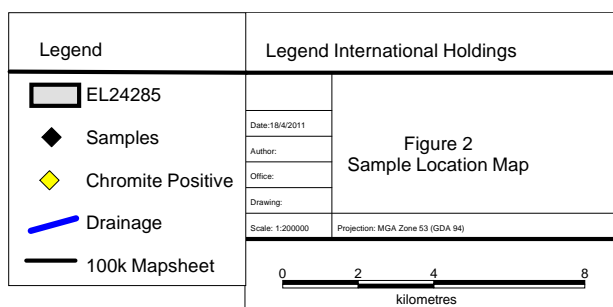 Legend
EL24285
Samples
Chromite Positive
Drainage
100k Mapsheet
Legend International Holdings
Date:18/4/2011
Author:
Office:
Drawing:
Scale: 1:200000
Figure 2
Sample Location Map
Projection: MGA Zone 53 (GDA 94)
0 2 4 8
kilometres